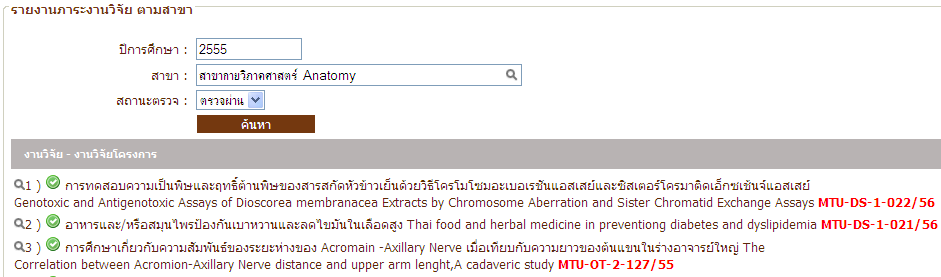 รายงานภาระงานวิจัย ตามสาขา
ปีการศึกษา : 2555
สาขา : สาขากายวิภาคศาสตร์ Anatomy
สถานะตรวจ : ตรวจผ่าน
ค้นหา
งานวิจัย - งานวิจัยโครงการ
1 ) การทดสอบความเป็นพิษและฤทธิ์ต้านพิษของสารสกัดหัวข้าวเย็นด้วยวิธีโครโมโซมอะเบอเรชันแอสเสย์และซิสเตอร์โครมาติดเอ็กซเช้นจ์แอสเสย์
Genotoxic and Antigenotoxic Assays of Dioscorea membranacea Extracts by Chromosome Aberration and Sister Chromatid Exchange Assays MTU-DS-1-022/56
2 ) อาหารและ/หรือสมุนไพรป้องกันเบาหวานและลดไขมันในเลือดสูง Thai food and herbal medicine in preventiong diabetes and dyslipidemia MTU-DS-1-021/56
3 ) การศึกษาเกี่ยวกับความสัมพันธ์ของระยะห่างของ Acromain -Axillary Nerve เมื่อเทียบกับความยาวของต้นแขนในร่างอาจารย์ใหญ่ The
Correlation between Acromion-Axillary Nerve distance and upper arm lenght,A cadaveric study MTU-OT-2-127/55